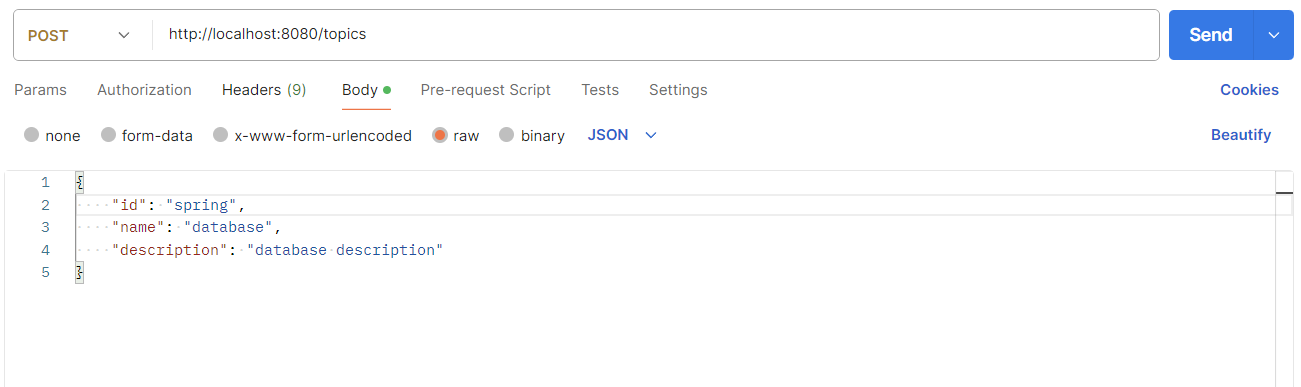 POST http://localhost:8080/topics Send
Params Authorization Headers (9) Body Pre-request Script Tests Settings Cookies
none form-data x-www-form-urlencoded raw binary JSON Beautify
1 {
2 "id": "spring",
3 "name": "database",
4 "description": "database description"
5 }